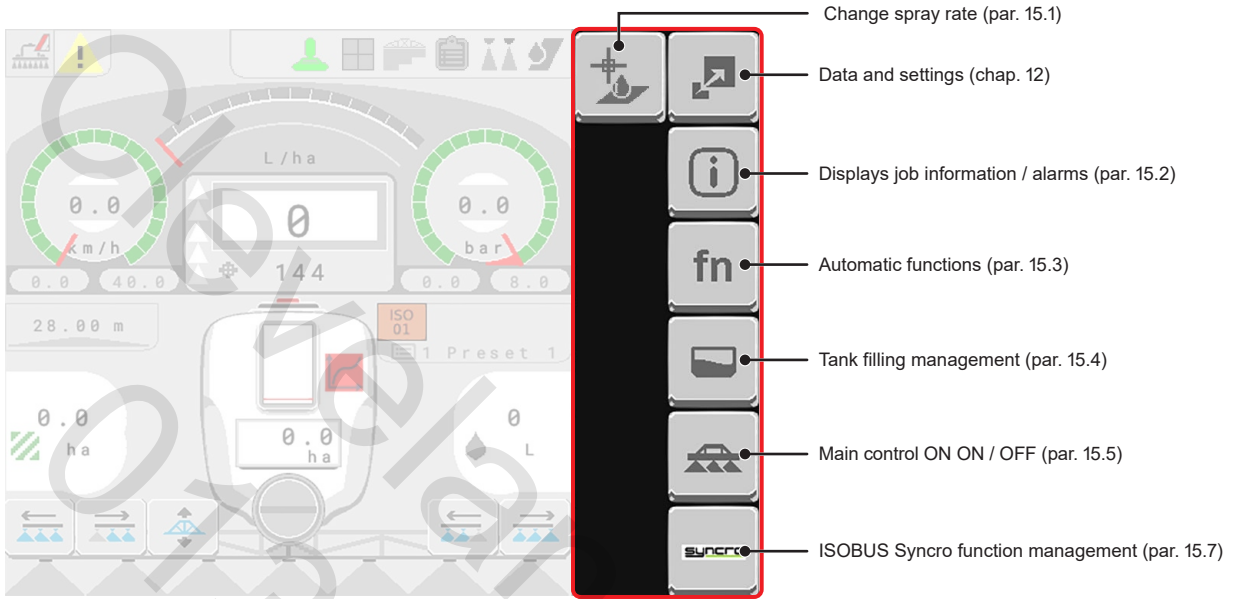 Change spray rate (par. 15.1)
Data and settings (chap. 12)
L/ha
Displays job information / alarms (par. 15.2)
0.0
0
0.0
km/h
bar
fn
Automatic functions (par. 15.3)
144
0.0
40.0
0.0
8.0
28.00 m
ISO
01
1 Preset 1
Tank filling management (par. 15.4)
0.0
ha
0.0
ha
0
L
Main control ON ON / OFF (par. 15.5)
syncro
ISOBUS Syncro function management (par. 15.7)